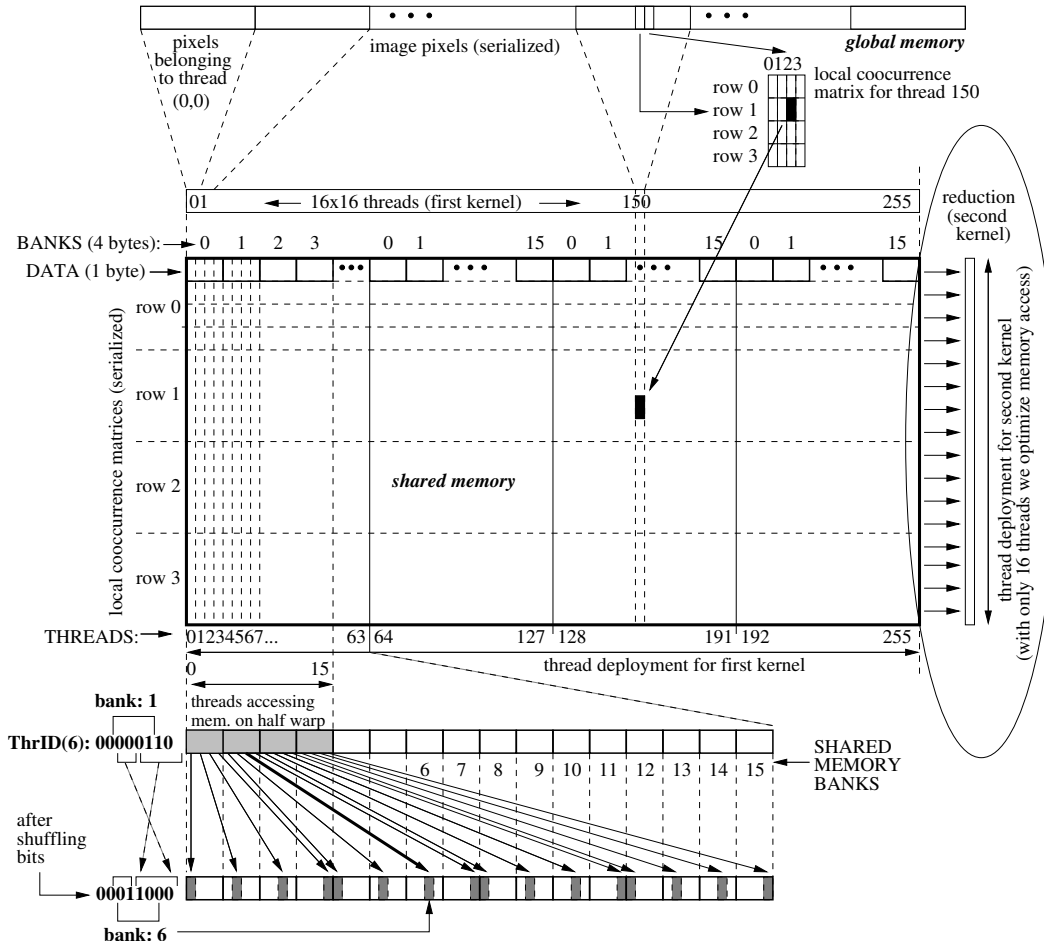 pixels
belonging
to thread
(0,0)
image pixels (serialized)
global memory
0123
local coocurrence
matrix for thread 150
row 0
row 1
row 2
row 3
01
16x16 threads (first kernel)
150
255
reduction
(second
kernel)
BANKS (4 bytes):
0 1 2 3 0 1 15 0 1 15 0 1 15
DATA (1 byte)
local cooccurrence matrices (serialized)
row 0
row 1
row 2
row 3
shared memory
thread deployment for second kernel
(with only 16 threads we optimize memory access)
THREADS:
01234567... 63 64 127 128 191 192 255
thread deployment for first kernel
0 15
threads accessing
mem. on half warp
bank: 1
ThrID(6): 00000110
6 7 8 9 10 11 12 13 14 15
SHARED
MEMORY
BANKS
after
shuffling
bits
00011000
bank: 6